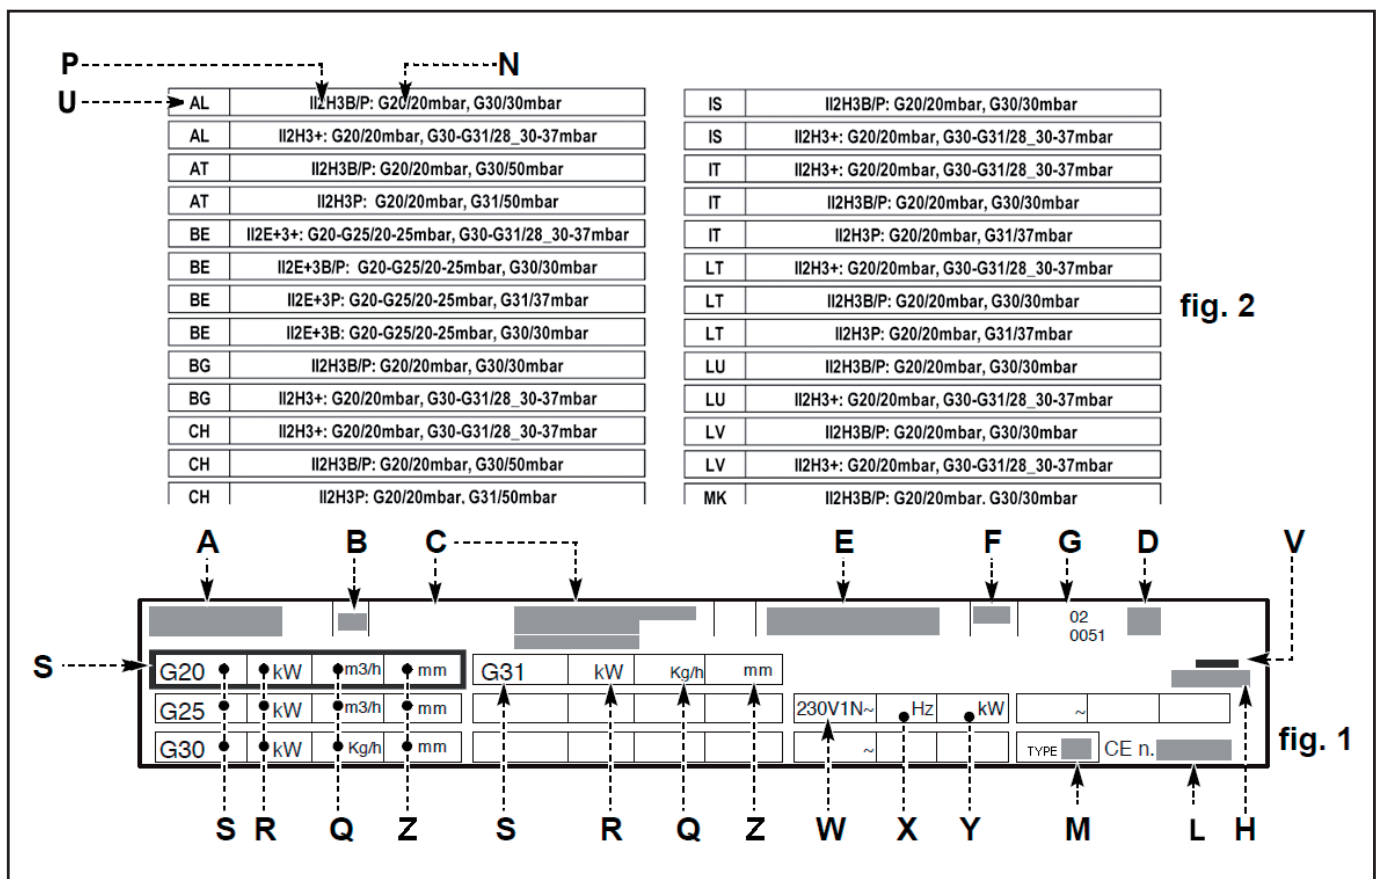 P N
U
AL II2H3B/P: G20/20mbar, G30/30mbar
AL II2H3+: G20/20mbar, G30-G31/28_30-37mbar
AT II2H3B/P: G20/20mbar, G30/50mbar
AT II2H3P: G20/20mbar, G31/50mbar
BE II2E+3+: G20-G25/20-25mbar, G30-G31/28_30-37mbar
BE II2E+3B/P: G20-G25/20-25mbar, G30/30mbar
BE II2E+3P: G20-G25/20-25mbar, G31/37mbar
BE II2E+3B: G20-G25/20-25mbar, G30/30mbar
BG II2H3B/P: G20/20mbar, G30/30mbar
BG II2H3+: G20/20mbar, G30-G31/28_30-37mbar
CH II2H3+: G20/20mbar, G30-G31/28_30-37mbar
CH II2H3B/P: G20/20mbar, G30/50mbar
CH II2H3P: G20/20mbar, G31/50mbar
IS II2H3B/P: G20/20mbar, G30/30mbar
IS II2H3+: G20/20mbar, G30-G31/28_30-37mbar
IT II2H3+: G20/20mbar, G30-G31/28_30-37mbar
IT II2H3B/P: G20/20mbar, G30/30mbar
IT II2H3P: G20/20mbar, G31/37mbar
LT II2H3+: G20/20mbar, G30-G31/28_30-37mbar
LT II2H3B/P: G20/20mbar, G30/30mbar
LT II2H3P: G20/20mbar, G31/37mbar
LU II2H3B/P: G20/20mbar, G30/30mbar
LU II2H3+: G20/20mbar, G30-G31/28_30-37mbar
LV II2H3B/P: G20/20mbar, G30/30mbar
LV II2H3+: G20/20mbar, G30-G31/28_30-37mbar
MK II2H3B/P: G20/20mbar, G30/30mbar
fig. 2
A B C E F G D V
02
0051
S
G20 kW m3/h mm G31 kW Kg/h mm
G25 kW m3/h mm 230V1N~ Hz kW ~
G30 kW Kg/h mm ~ TYPE CE n.
fig. 1
S R Q Z S R Q Z W X Y M L H